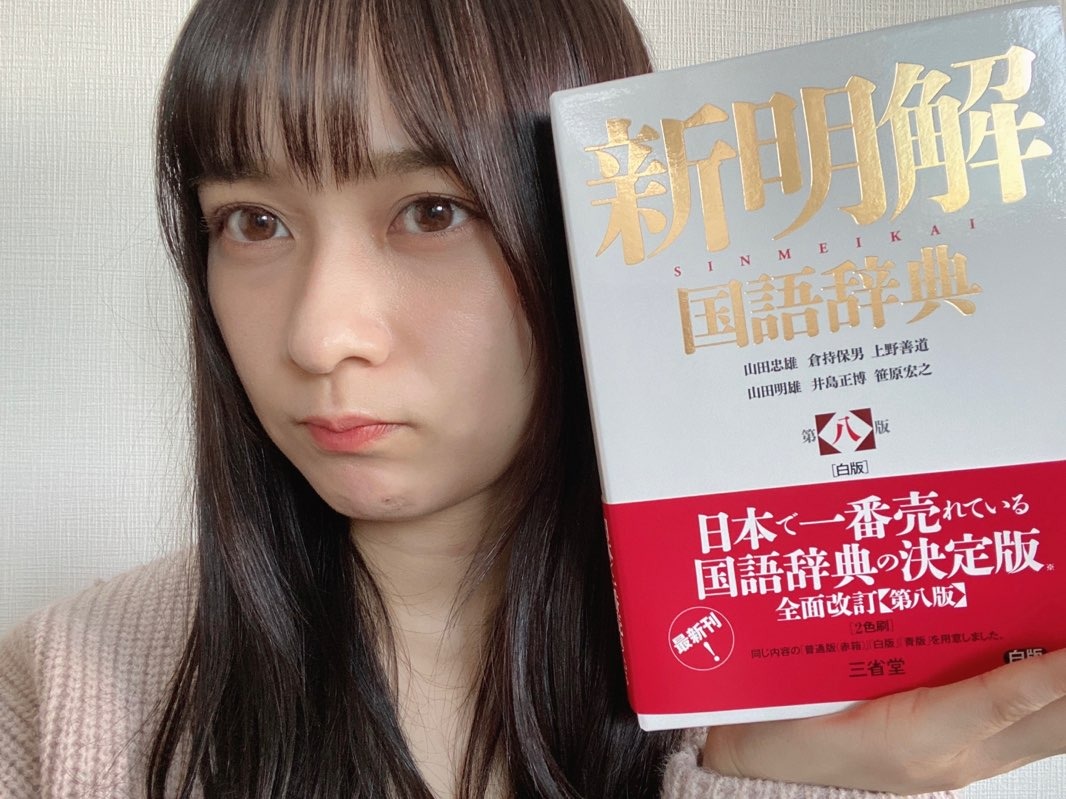 新明解
SINMEIKAI
国語辞典
山田忠雄 倉持保男 上野善道
山田明雄 井島正博 笹原宏之
第八版
[白版]
日本で一番売れている
国語辞典の決定版※
全面改訂【第八版】
[2色刷]
最新刊!
同じ内容の「普通版(赤箱)」「白版」「青版」を用意しました。
三省堂
白版